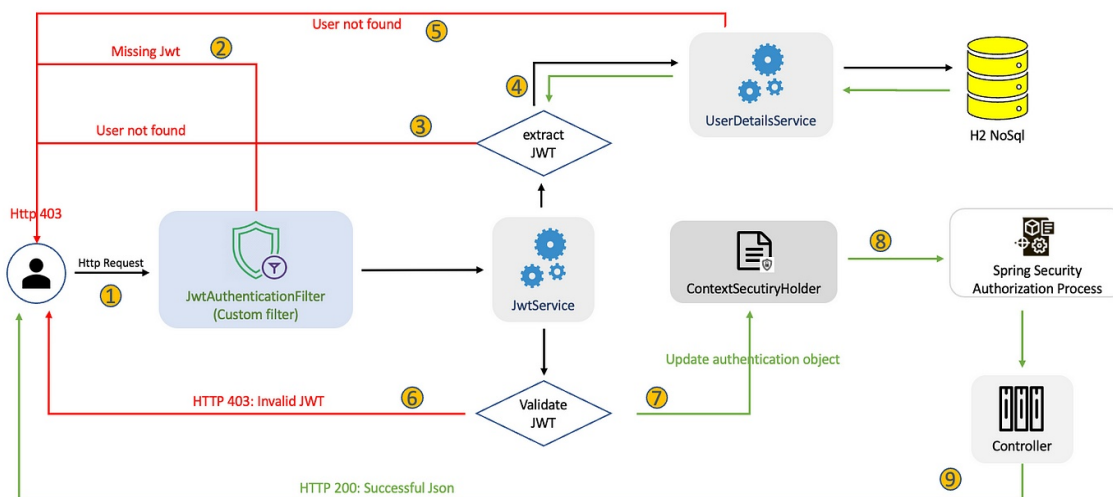 User not found
5
Missing Jwt
2
4
UserDetailsService
H2 NoSql
User not found
3
extract
JWT
Http 403
Http Request
1
JwtAuthenticationFilter
(Custom filter)
JwtService
ContextSecutiryHolder
8
Spring Security
Authorization Process
Update authentication object
HTTP 403: Invalid JWT
6
Validate
JWT
7
Controller
9
HTTP 200: Successful Json